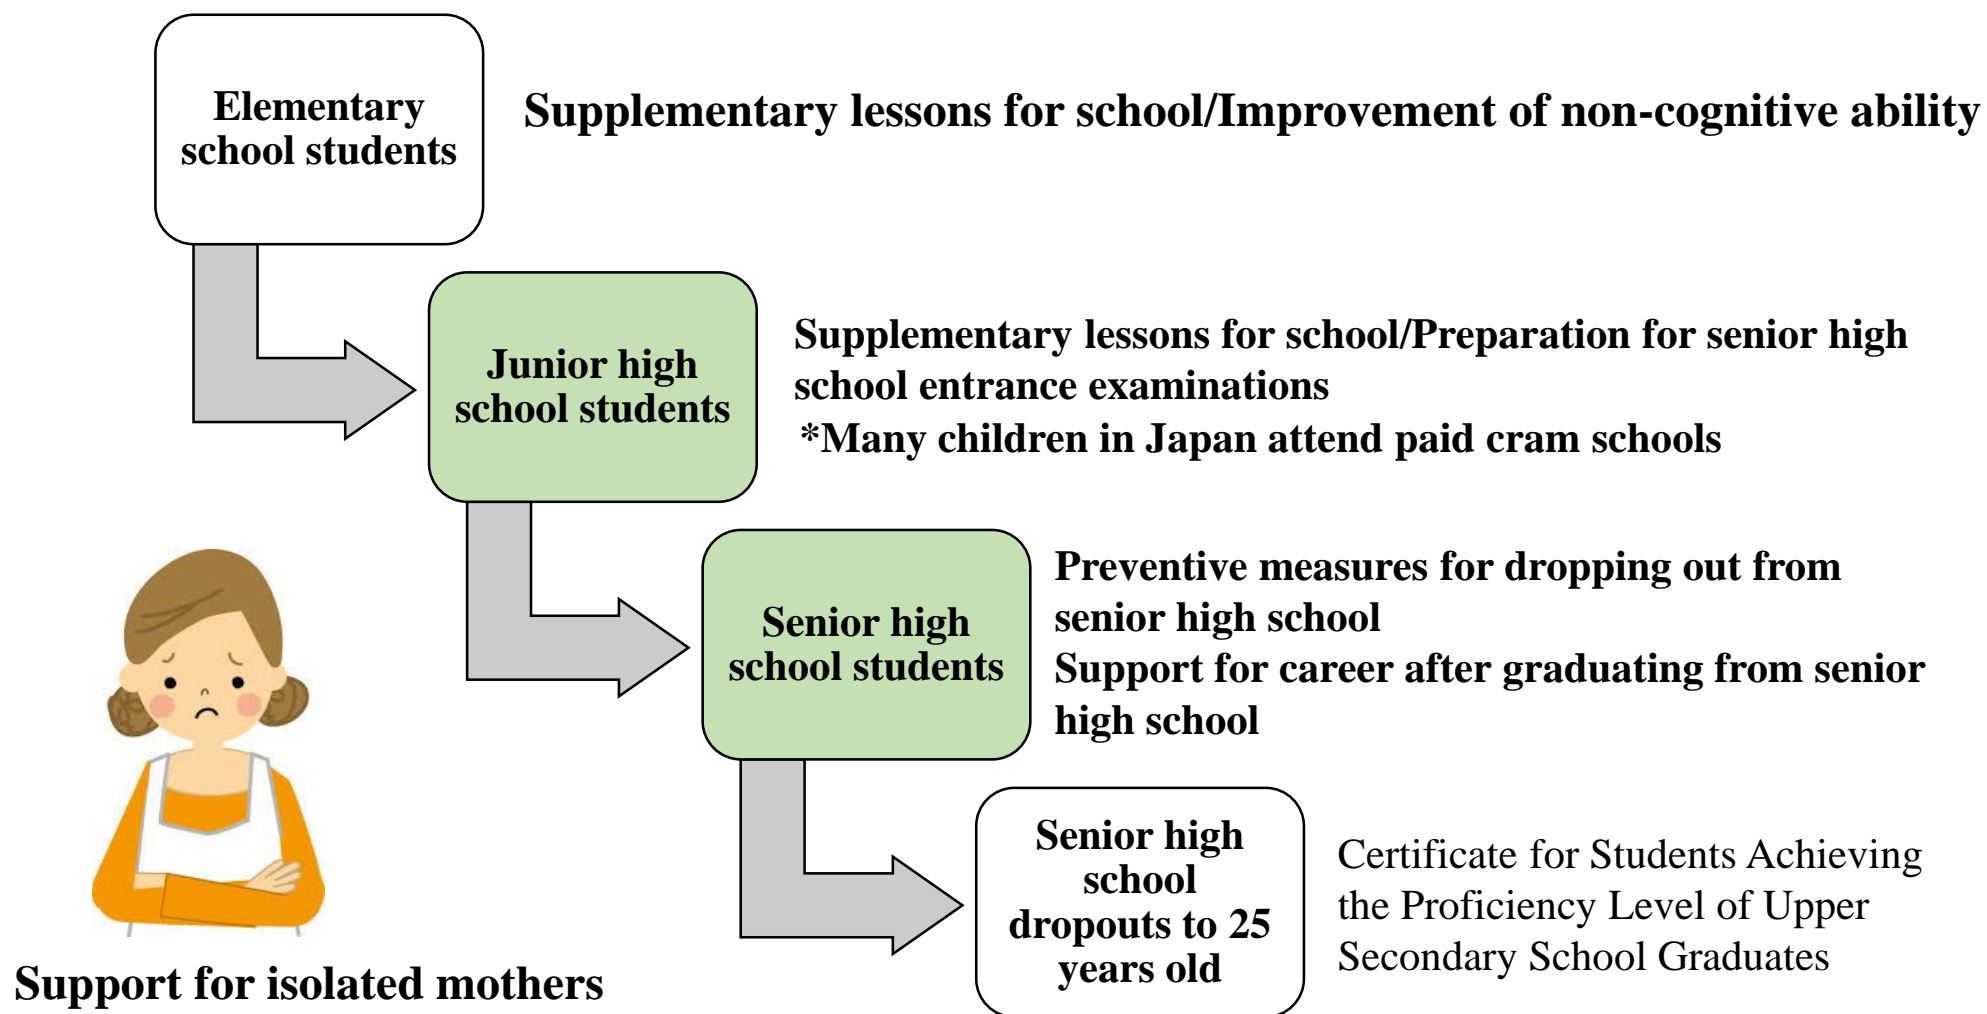 Elementary
school students
Supplementary lessons for school/Improvement of non-cognitive ability
Junior high
school students
Supplementary lessons for school/Preparation for senior high
school entrance examinations
*Many children in Japan attend paid cram schools
Senior high
school students
Preventive measures for dropping out from
senior high school
Support for career after graduating from senior
high school
Senior high
school
dropouts to 25
years old
Certificate for Students Achieving
the Proficiency Level of Upper
Secondary School Graduates
Support for isolated mothers